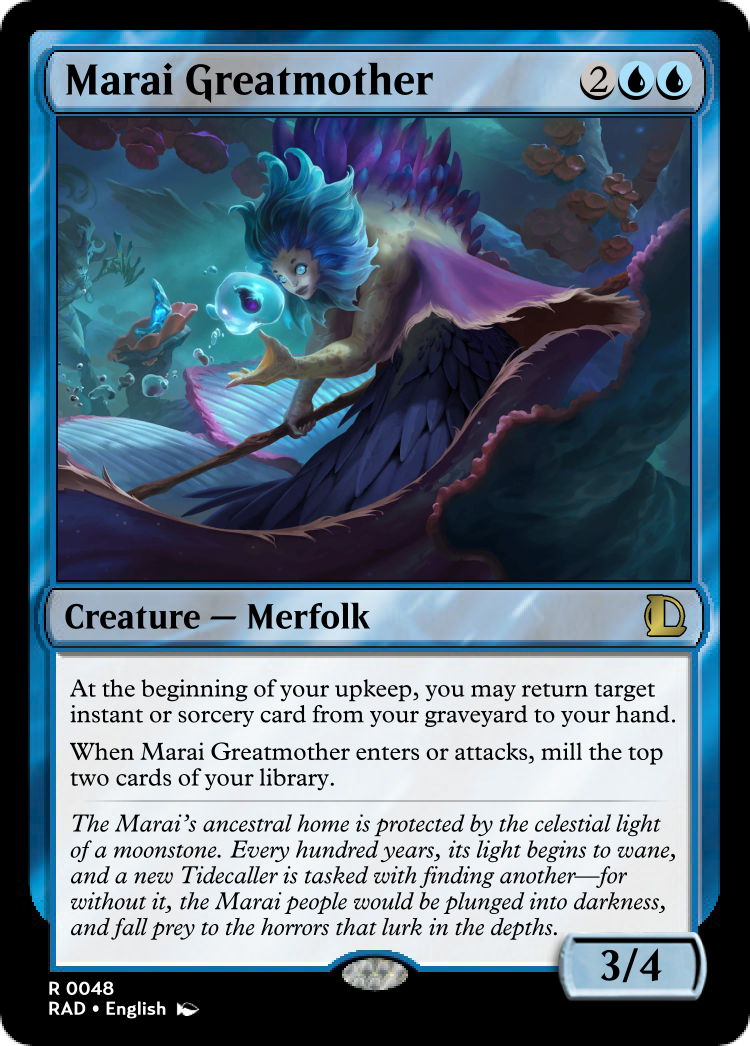 Marai Greatmother 2
Creature — Merfolk
At the beginning of your upkeep, you may return target
instant or sorcery card from your graveyard to your hand.
When Marai Greatmother enters or attacks, mill the top
two cards of your library.
The Marai's ancestral home is protected by the celestial light
of a moonstone. Every hundred years, its light begins to wane,
and a new Tidecaller is tasked with finding another—for
without it, the Marai people would be plunged into darkness,
and fall prey to the horrors that lurk in the depths.
3/4
R 0048
RAD • English